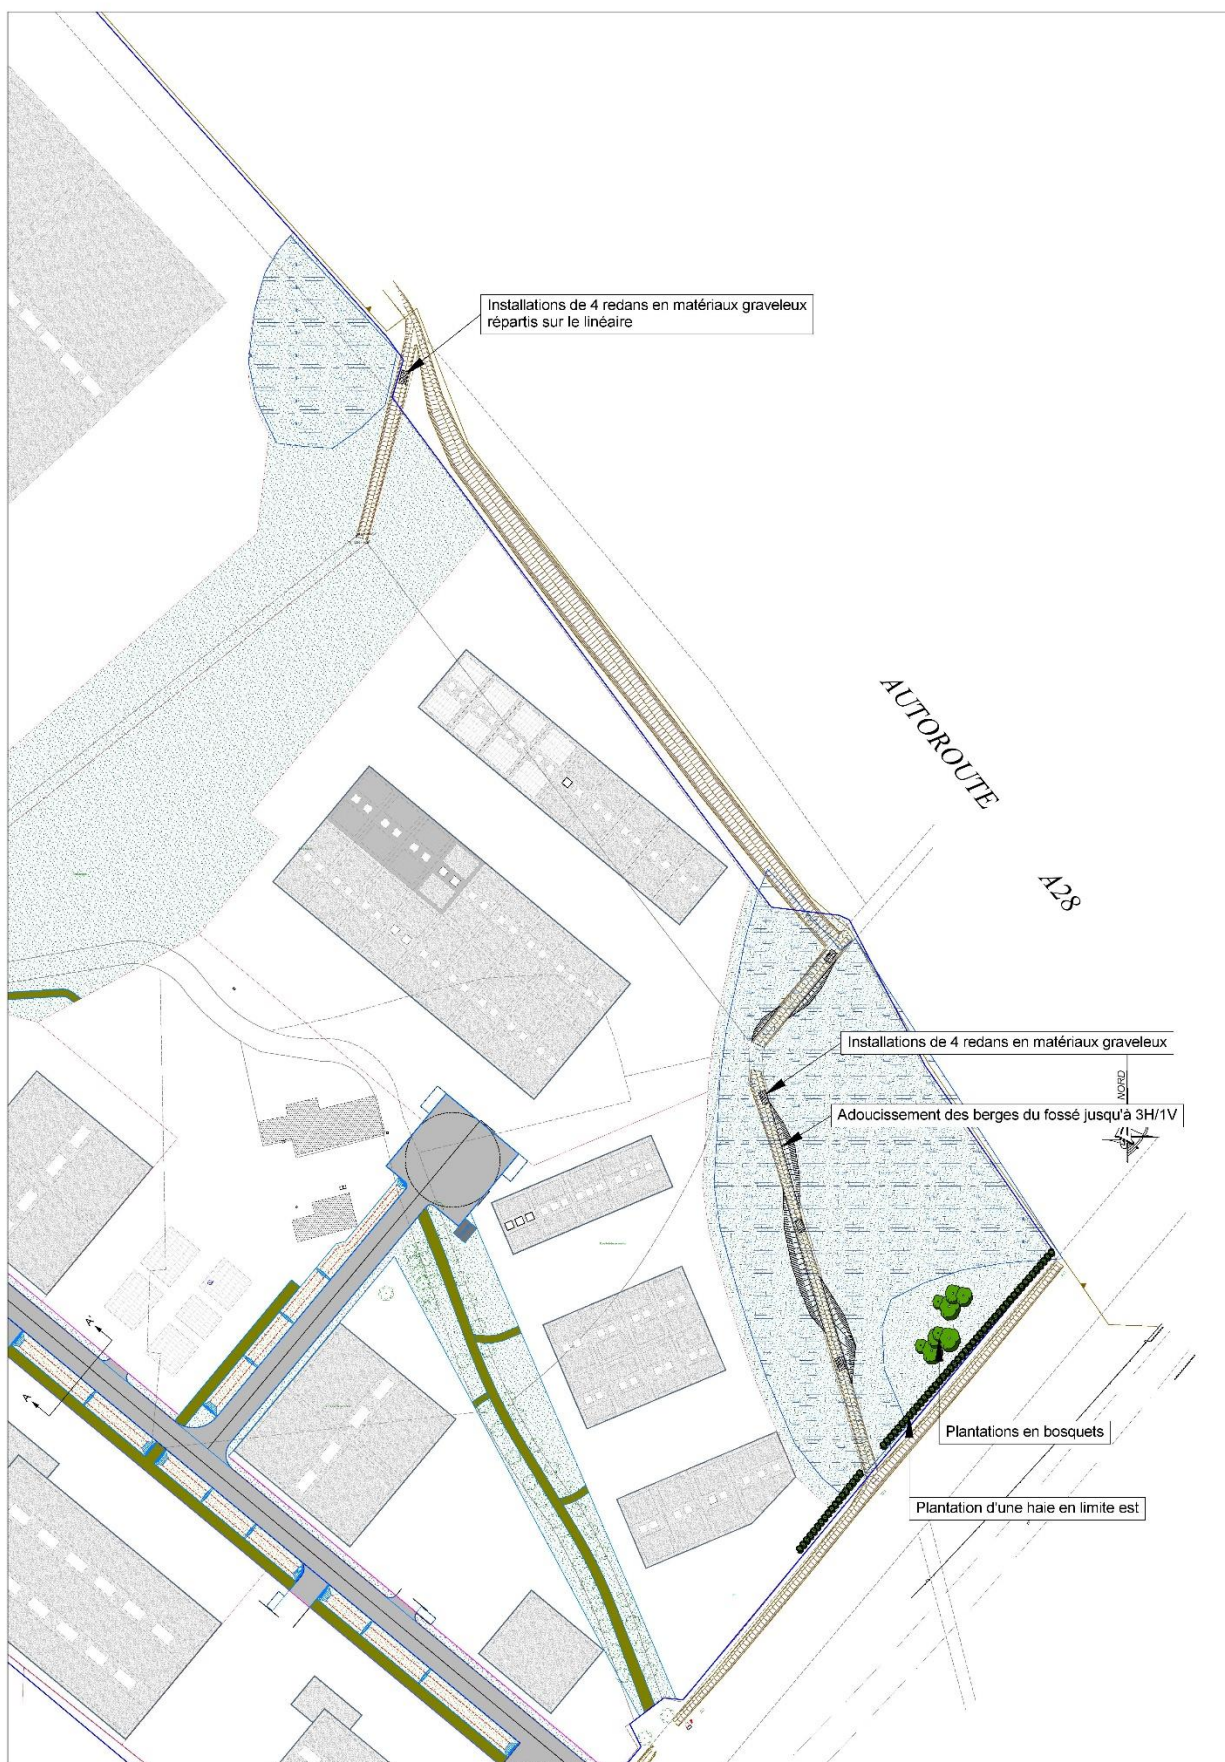 Installations de 4 redans en matériaux graveleux
répartis sur le linéaire
AUTOROUTE
A28
Installations de 4 redans en matériaux graveleux
NORD
Adoucissement des berges du fossé jusqu'à 3H/1V
A'
A
Plantations en bosquets
Plantation d'une haie en limite est